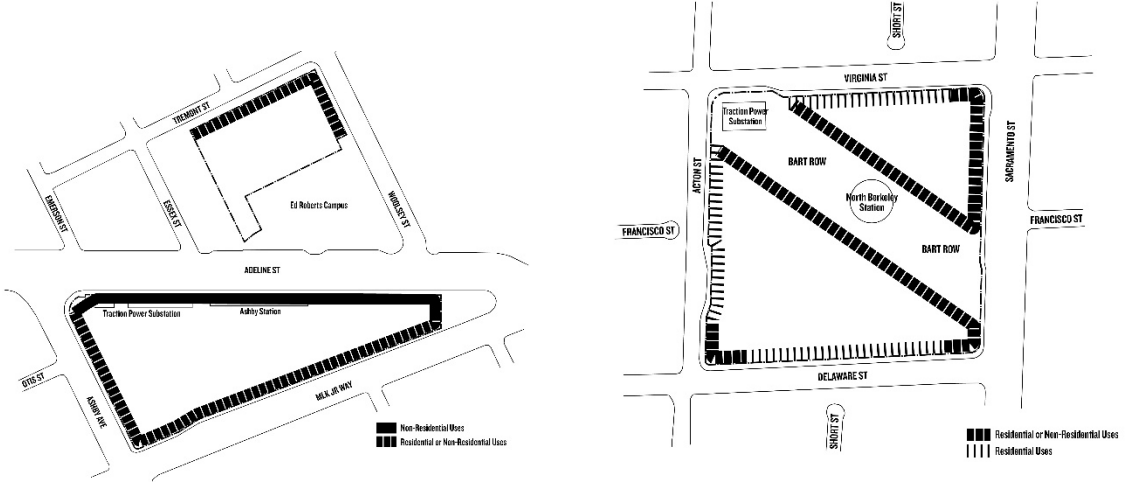 TREMONT ST
EMERSON ST
ESSEX ST
WOOLSEY ST
Ed Roberts Campus
ADELINE ST
Traction Power Substation
Ashby Station
OTIS ST
ASHBY AVE
MLK JR WAY
Non-Residential Uses
Residential or Non-Residential Uses
SHORT ST
VIRGINIA ST
Traction Power
Substation
ACTON ST
SACRAMENTO ST
BART ROW
North Berkeley
Station
FRANCISCO ST
FRANCISCO ST
BART ROW
DELAWARE ST
SHORT ST
Residential or Non-Residential Uses
Residential Uses